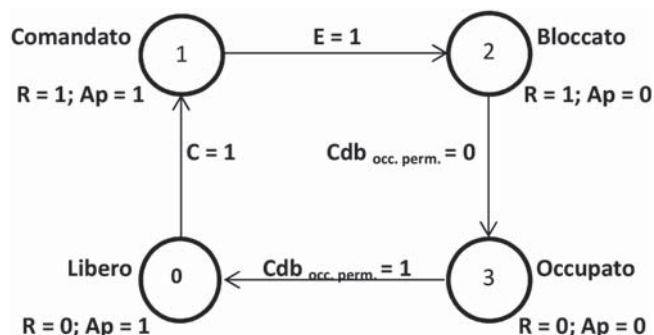 Comandato
1
E = 1
2
Bloccato
R = 1; Ap = 1
R = 1; Ap = 0
C = 1
Cdb occ. perm. = 0
Libero
0
Cdb occ. perm. = 1
3
Occupato
R = 0; Ap = 1
R = 0; Ap = 0